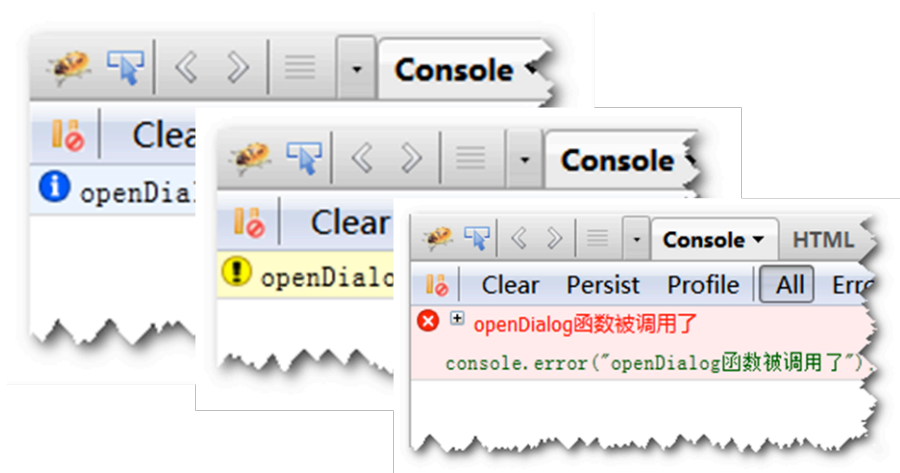 Console
Clea
openDial
Console
Clear
openDialo
Console HTML
Clear Persist Profile All Erro
openDialog函数被调用了
console.error("openDialog函数被调用了")